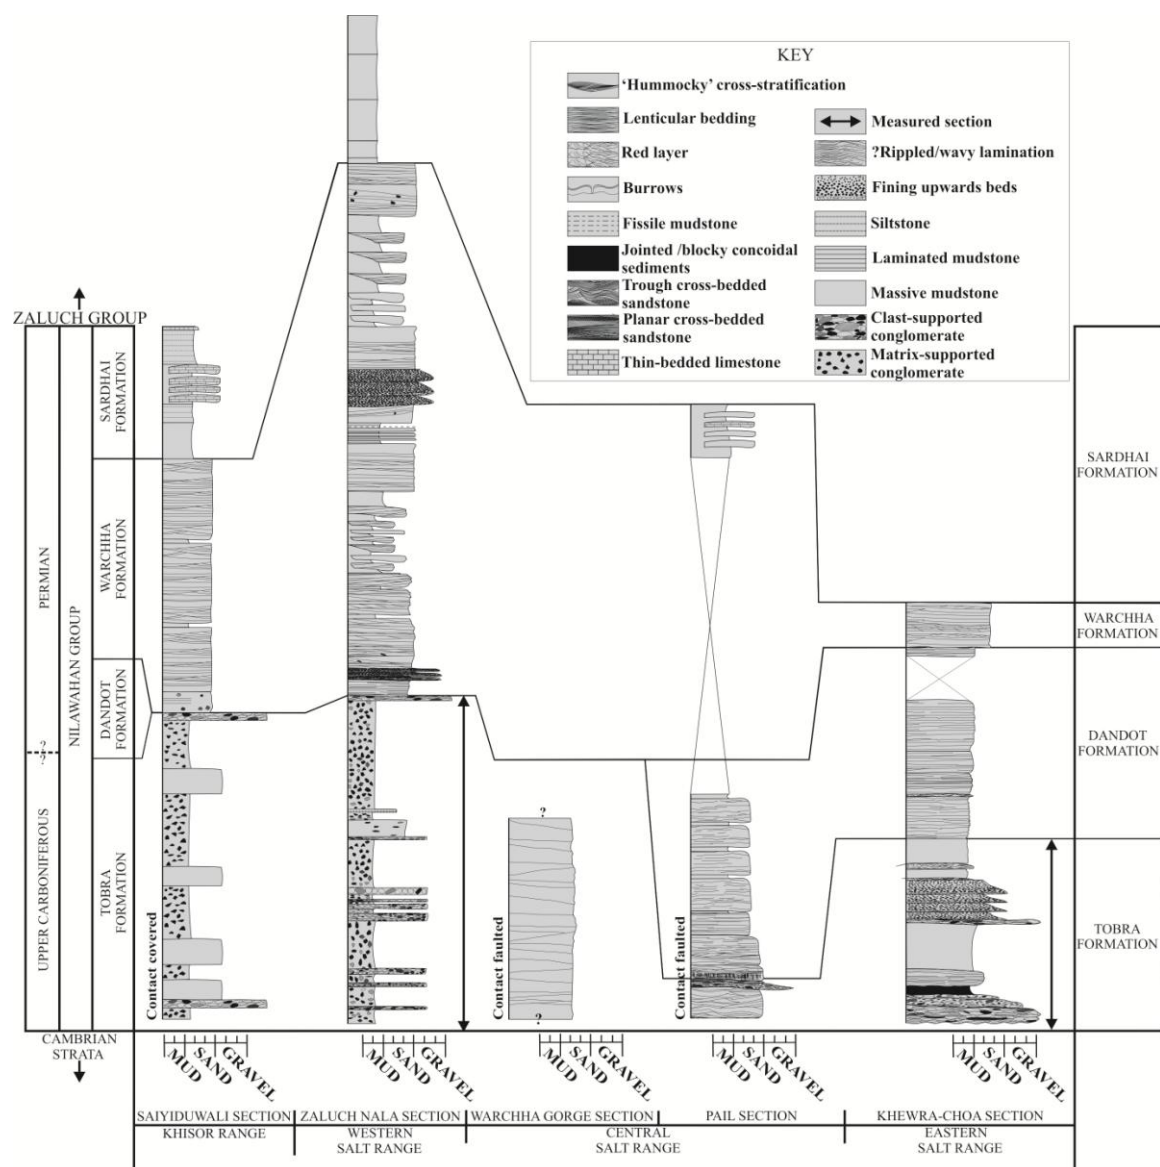 KEY
‘Hummocky’ cross-stratification
Lenticular bedding
Red layer
Burrows
Fissile mudstone
Jointed /blocky concoidal
sediments
Trough cross-bedded
sandstone
Planar cross-bedded
sandstone
Thin-bedded limestone
Measured section
?Rippled/wavy lamination
Fining upwards beds
Siltstone
Laminated mudstone
Massive mudstone
Clast-supported
conglomerate
Matrix-supported
conglomerate
ZALUCH GROUP
PERMIAN
?
?
UPPER CARBONIFEROUS
NILAWAHAN GROUP
SARDHAI
FORMATION
WARCHHA
FORMATION
DANDOT
FORMATION
TOBRA
FORMATION
CAMBRIAN
STRATA
Contact covered
Contact faulted
?
?
Contact faulted
SARDHAI
FORMATION
WARCHHA
FORMATION
DANDOT
FORMATION
TOBRA
FORMATION
MUD SAND GRAVEL
MUD SAND GRAVEL
MUD SAND GRAVEL
MUD SAND GRAVEL
MUD SAND GRAVEL
SAIYIDUWALI SECTION
ZALUCH NALA SECTION
WARCHHA GORGE SECTION
PAIL SECTION
KHEWRA-CHOA SECTION
KHISOR RANGE
WESTERN
SALT RANGE
CENTRAL
SALT RANGE
EASTERN
SALT RANGE